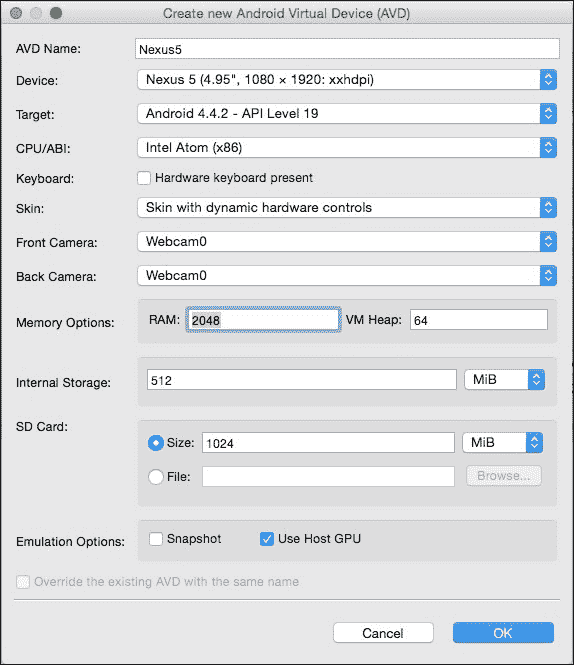 Create new Android Virtual Device (AVD)
AVD Name: Nexus5
Device: Nexus 5 (4.95", 1080 × 1920: xxhdpi)
Target: Android 4.4.2 - API Level 19
CPU/ABI: Intel Atom (x86)
Keyboard: Hardware keyboard present
Skin: Skin with dynamic hardware controls
Front Camera: Webcam0
Back Camera: Webcam0
Memory Options: RAM: 2048 VM Heap: 64
Internal Storage: 512 MiB
SD Card:
Size: 1024 MiB
File: Browse...
Emulation Options: Snapshot Use Host GPU
Override the existing AVD with the same name
Cancel OK